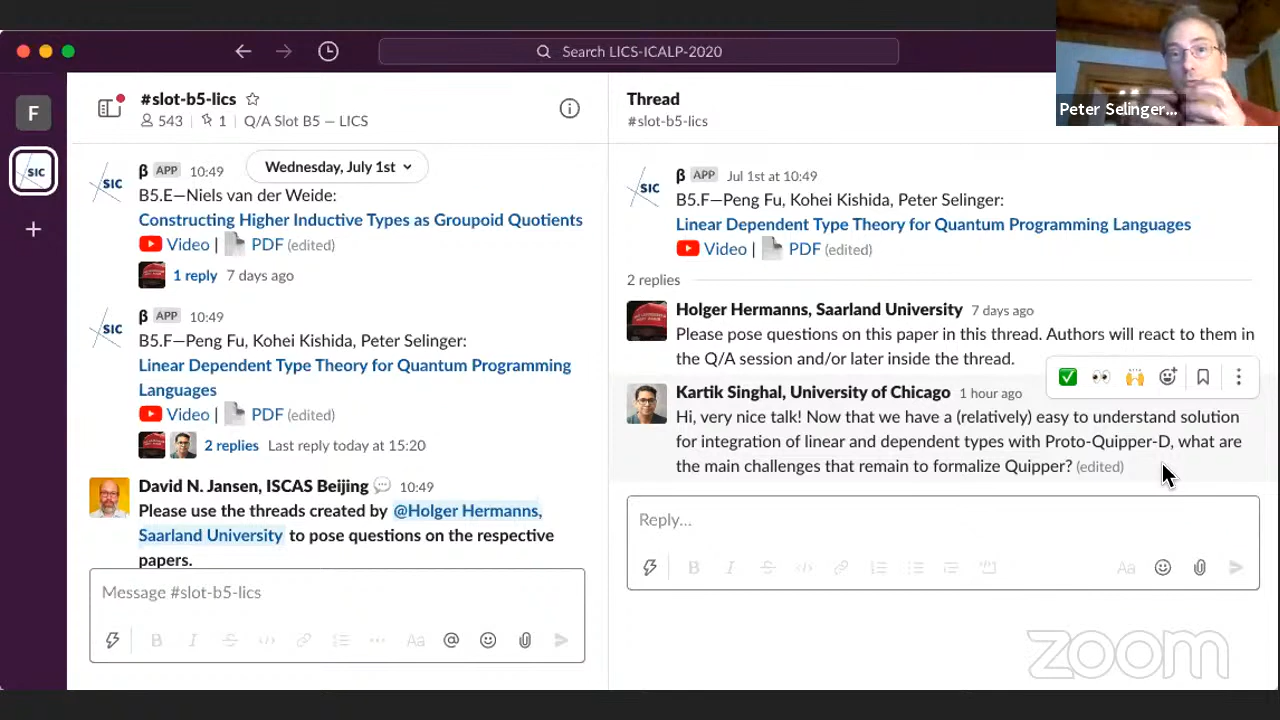 Search LICS-ICALP-2020
F
SIC
#slot-b5-lics
543 | 1 | Q/A Slot B5 — LICS
Wednesday, July 1st
SIC
β APP 10:49
B5.E—Niels van der Weide:
Constructing Higher Inductive Types as Groupoid Quotients
Video | PDF (edited)
1 reply 7 days ago
SIC
β APP 10:49
B5.F—Peng Fu, Kohei Kishida, Peter Selinger:
Linear Dependent Type Theory for Quantum Programming
Languages
Video | PDF (edited)
2 replies Last reply today at 15:20
David N. Jansen, ISCAS Beijing 10:49
Please use the threads created by @Holger Hermanns,
Saarland University to pose questions on the respective
papers.
Message #slot-b5-lics
B I S Aa @
Thread
#slot-b5-lics
SIC
β APP Jul 1st at 10:49
B5.F—Peng Fu, Kohei Kishida, Peter Selinger:
Linear Dependent Type Theory for Quantum Programming Languages
Video | PDF (edited)
2 replies
Holger Hermanns, Saarland University 7 days ago
Please pose questions on this paper in this thread. Authors will react to them in
the Q/A session and/or later inside the thread.
Kartik Singhal, University of Chicago 1 hour ago
Hi, very nice talk! Now that we have a (relatively) easy to understand solution
for integration of linear and dependent types with Proto-Quipper-D, what are
the main challenges that remain to formalize Quipper? (edited)
Reply...
B I S Aa
Peter Selinger...
zoom